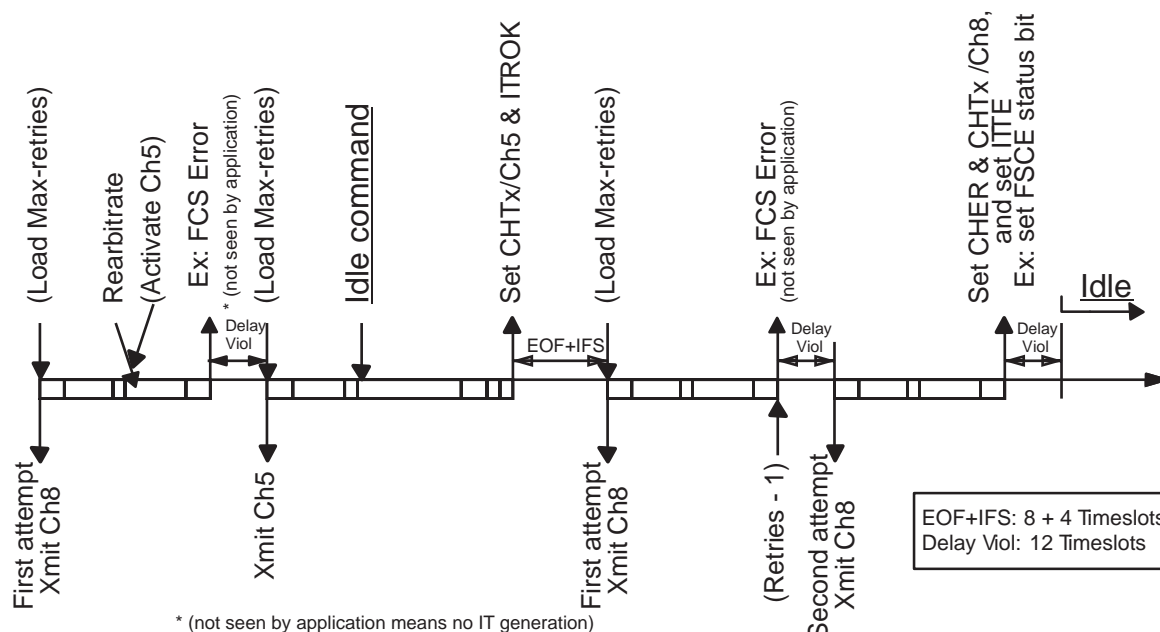 (Load Max-retries)
Rearbitrate
(Activate Ch5)
Ex: FCS Error
* (not seen by application)
(Load Max-retries)
Idle command
Set CHTx/Ch5 & ITROK
(Load Max-retries)
Ex: FCS Error
(not seen by application)
Set CHER & CHTx /Ch8,
and set ITTE
Ex: set FSCE status bit
Idle
Delay
Viol
EOF+IFS
Delay
Viol
Delay
Viol
First attempt
Xmit Ch8
Xmit Ch5
First attempt
Xmit Ch8
(Retries - 1)
Second attempt
Xmit Ch8
EOF+IFS: 8 + 4 Timeslots
Delay Viol: 12 Timeslots
* (not seen by application means no IT generation)